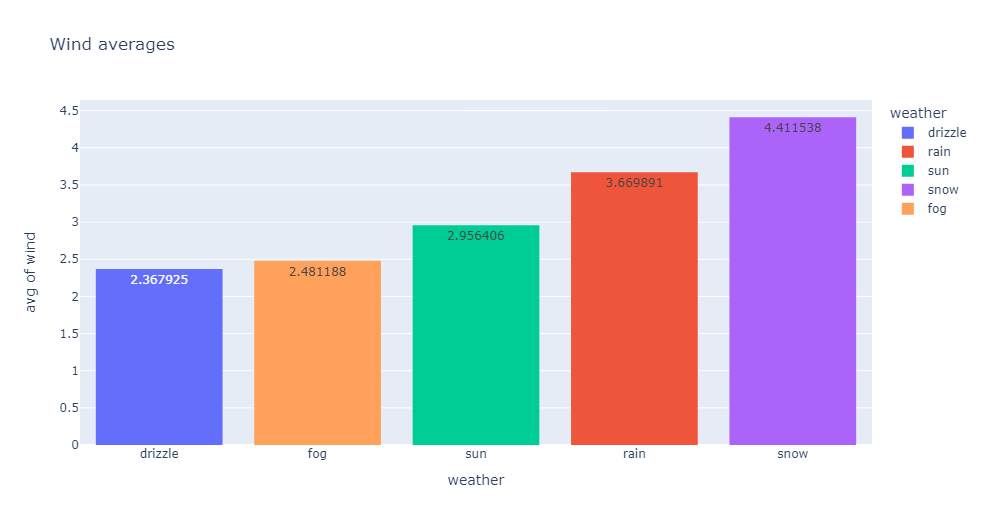 Wind averages
4.5
4
3.5
3
2.5
2
1.5
1
0.5
0
avg of wind
2.367925
2.481188
2.956406
3.669891
4.411538
drizzle
fog
sun
rain
snow
weather
weather
drizzle
rain
sun
snow
fog